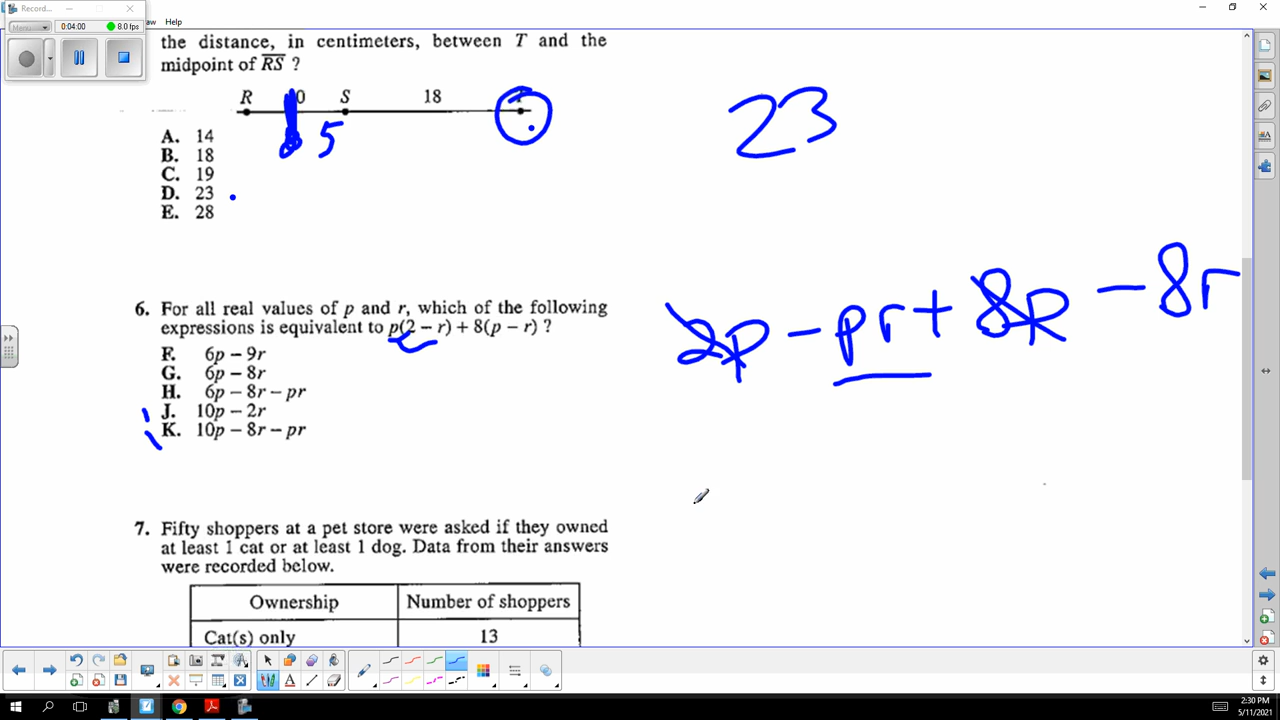 Record...
Menu
0:04:00
8.0 fps
aw Help
the distance, in centimeters, between T and the
midpoint of RS ?
R 0 S 18
5
23
A. 14
B. 18
C. 19
D. 23
E. 28
6. For all real values of p and r, which of the following
expressions is equivalent to p(2 − r) + 8(p − r) ?
2p − pr + 8p − 8r
F. 6p − 9r
G. 6p − 8r
H. 6p − 8r − pr
J. 10p − 2r
K. 10p − 8r − pr
7. Fifty shoppers at a pet store were asked if they owned
at least 1 cat or at least 1 dog. Data from their answers
were recorded below.
Ownership Number of shoppers
Cat(s) only 13
2:30 PM
5/11/2021